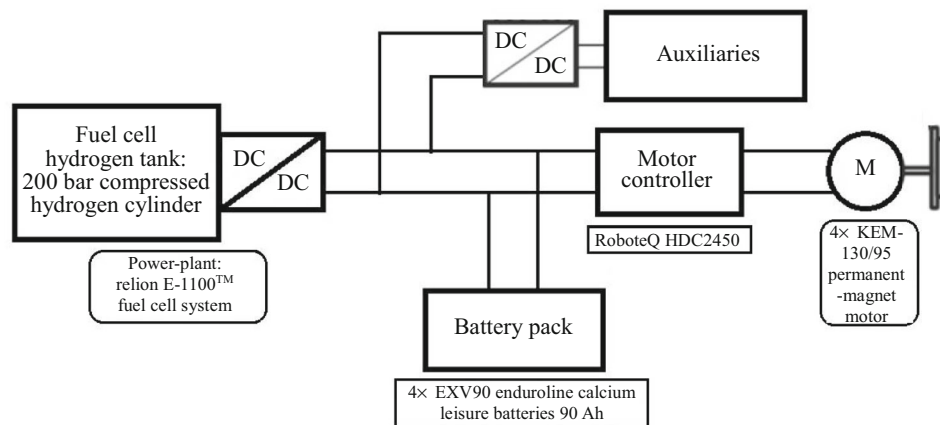 DC
DC
Auxiliaries
Fuel cell
hydrogen tank:
200 bar compressed
hydrogen cylinder
DC
DC
Motor
controller
M
RoboteQ HDC2450
4× KEM-
130/95
permanent
-magnet
motor
Power-plant:
relion E-1100™
fuel cell system
Battery pack
4× EXV90 enduroline calcium
leisure batteries 90 Ah